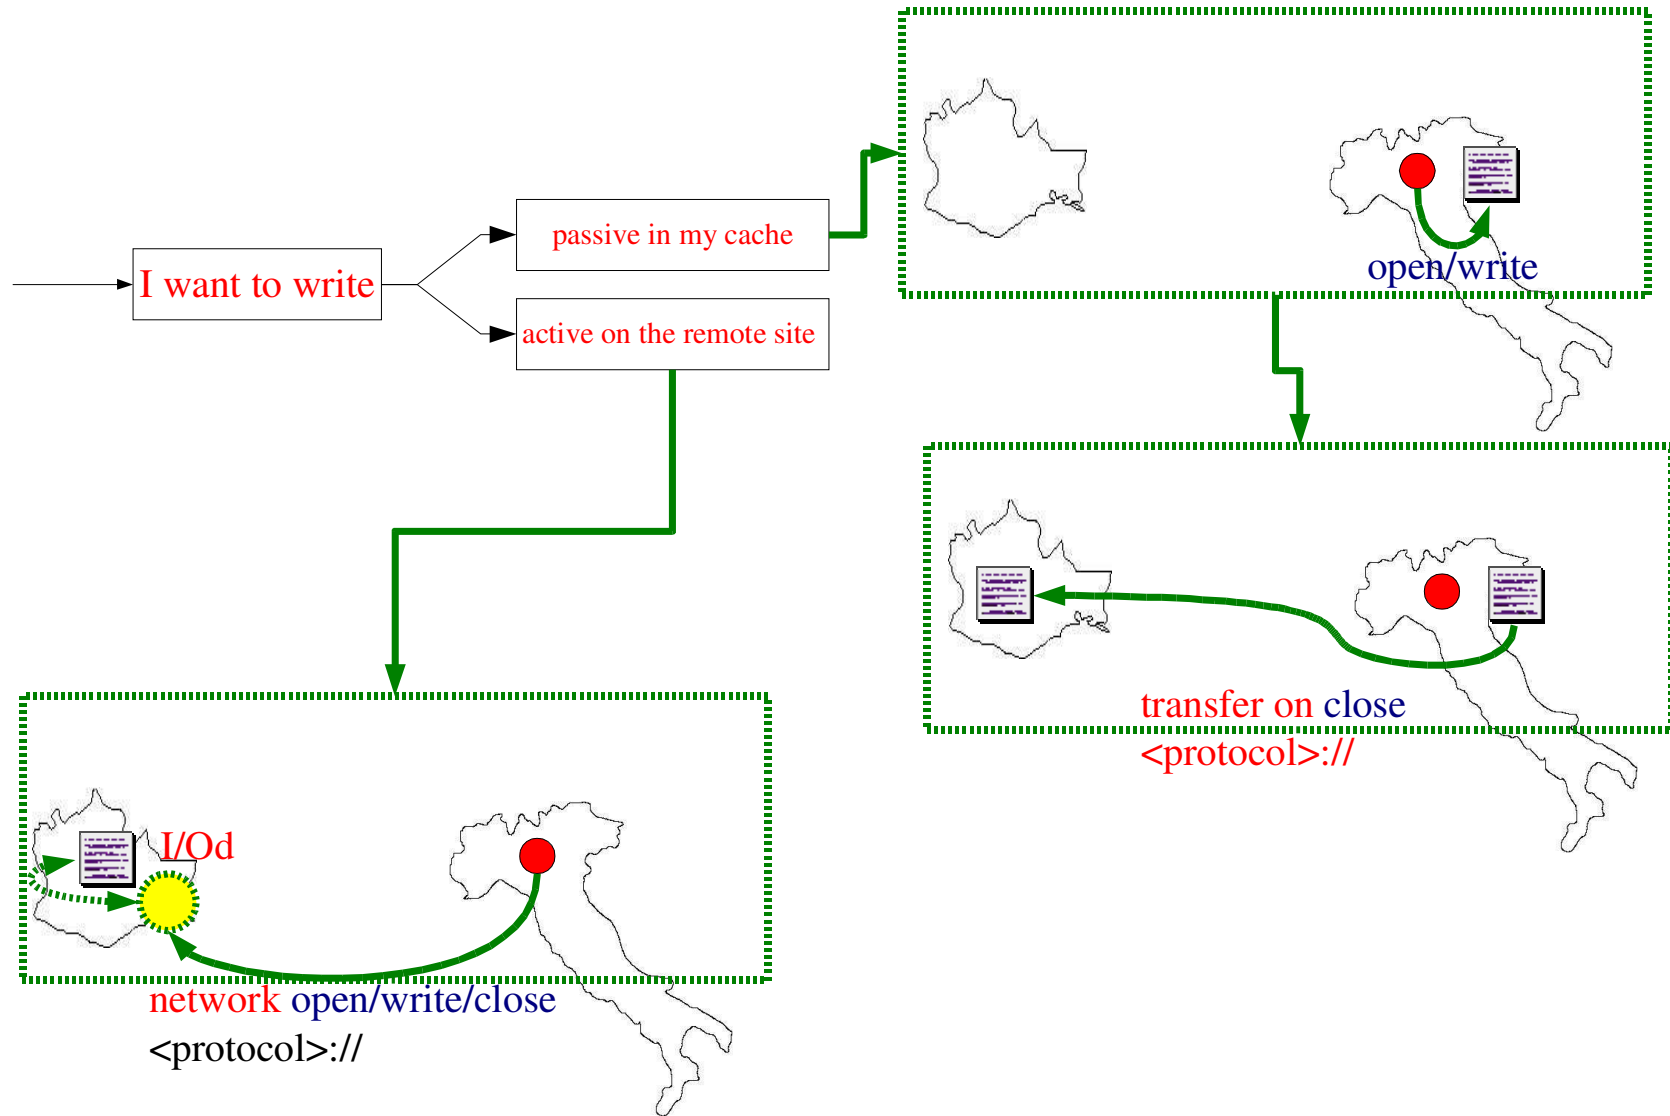 I want to write
passive in my cache
active on the remote site
open/write
transfer on close
<protocol>://
I/Od
network open/write/close
<protocol>://